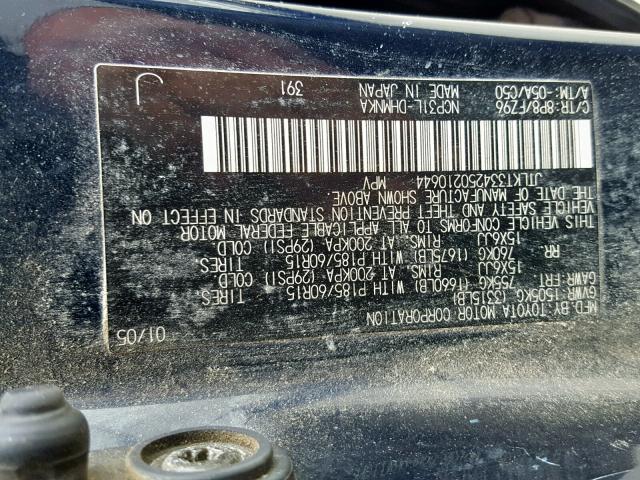 MFD. BY: TOYOTA MOTOR CORPORATION 01/05
GVWR 1505KG (3315LB)
GAWR: FRT 755KG (1660LB) WITH P185/60R15 TIRES
15X6JJ RIMS, AT 200KPA (29PSI) COLD
RR: 760KG (1675LB) WITH P185/60R15 TIRES
15X6JJ RIMS, AT 200KPA (29PSI) COLD
THIS VEHICLE CONFORMS TO ALL APPLICABLE FEDERAL MOTOR
VEHICLE SAFETY AND THEFT PREVENTION STANDARDS IN EFFECT ON
THE DATE OF MANUFACTURE SHOWN ABOVE.
JTLKT334250210644 MPV
C/TR:8P8/FZ96 NCP31L-DHMNKA 391
A/TM:-05A/C50 MADE IN JAPAN
J